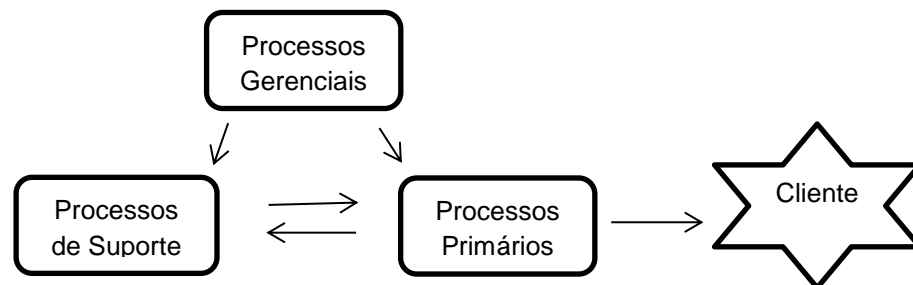 Processos
Gerenciais
Processos
de Suporte
Processos
Primários
Cliente